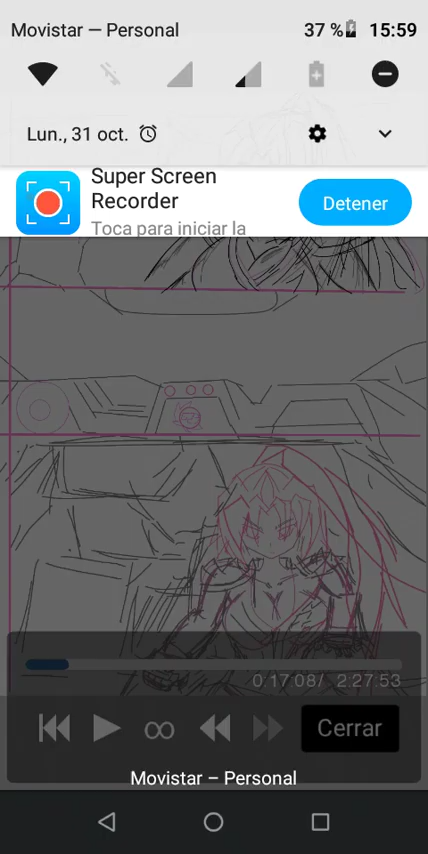 Movistar — Personal
37 %
15:59
Lun., 31 oct.
Super Screen
Recorder
Toca para iniciar la
Detener
0:17:08/ 2:27:53
Cerrar
Movistar – Personal